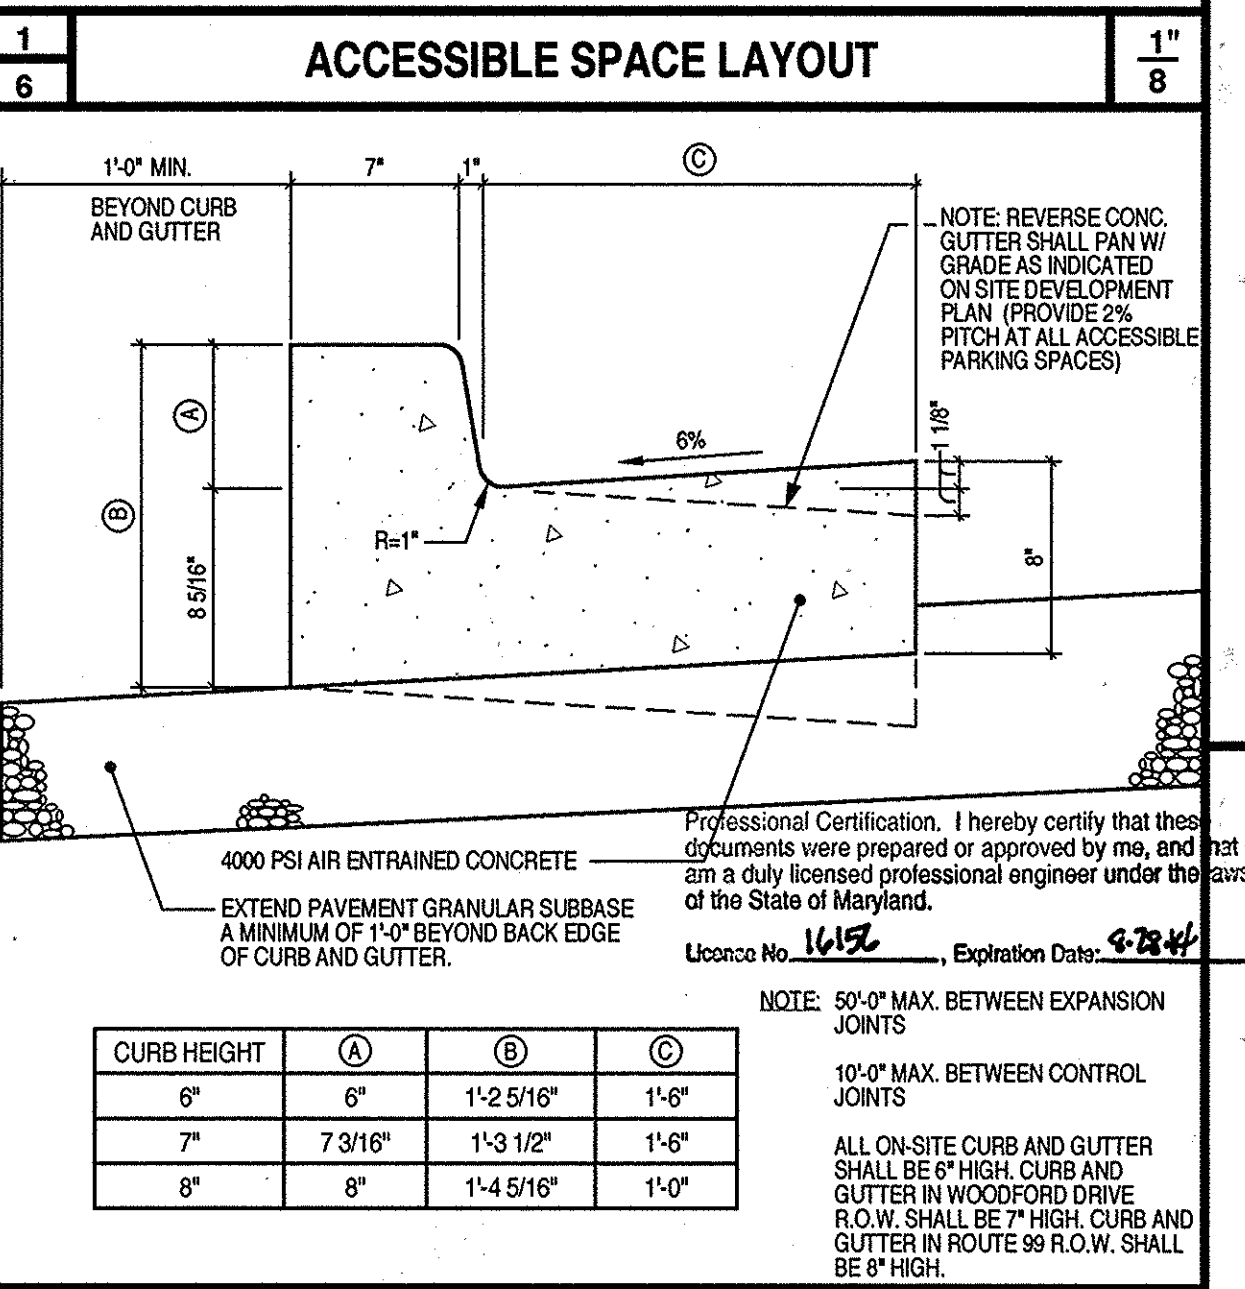 1
6
ACCESSIBLE SPACE LAYOUT
1"
8
1'-0" MIN.
7"
1"
C
BEYOND CURB
AND GUTTER
NOTE: REVERSE CONC.
GUTTER SHALL PAN W/
GRADE AS INDICATED
ON SITE DEVELOPMENT
PLAN (PROVIDE 2%
PITCH AT ALL ACCESSIBLE
PARKING SPACES)
A
B
6%
1 1/8"
R=1"
8 5/16"
8"
4000 PSI AIR ENTRAINED CONCRETE
EXTEND PAVEMENT GRANULAR SUBBASE
A MINIMUM OF 1'-0" BEYOND BACK EDGE
OF CURB AND GUTTER.
Professional Certification. I hereby certify that thes
documents were prepared or approved by me, and hat
am a duly licensed professional engineer under the aws
of the State of Maryland.
License No. 16156, Expiration Date:
NOTE: 50'-0" MAX. BETWEEN EXPANSION
JOINTS
10'-0" MAX. BETWEEN CONTROL
JOINTS
ALL ON-SITE CURB AND GUTTER
SHALL BE 6" HIGH. CURB AND
GUTTER IN WOODFORD DRIVE
R.O.W. SHALL BE 7" HIGH. CURB AND
GUTTER IN ROUTE 99 R.O.W. SHALL
BE 8" HIGH.
CURB HEIGHT A B C
6" 6" 1'-2 5/16" 1'-6"
7" 7 3/16" 1'-3 1/2" 1'-6"
8" 8" 1'-4 5/16" 1'-0"